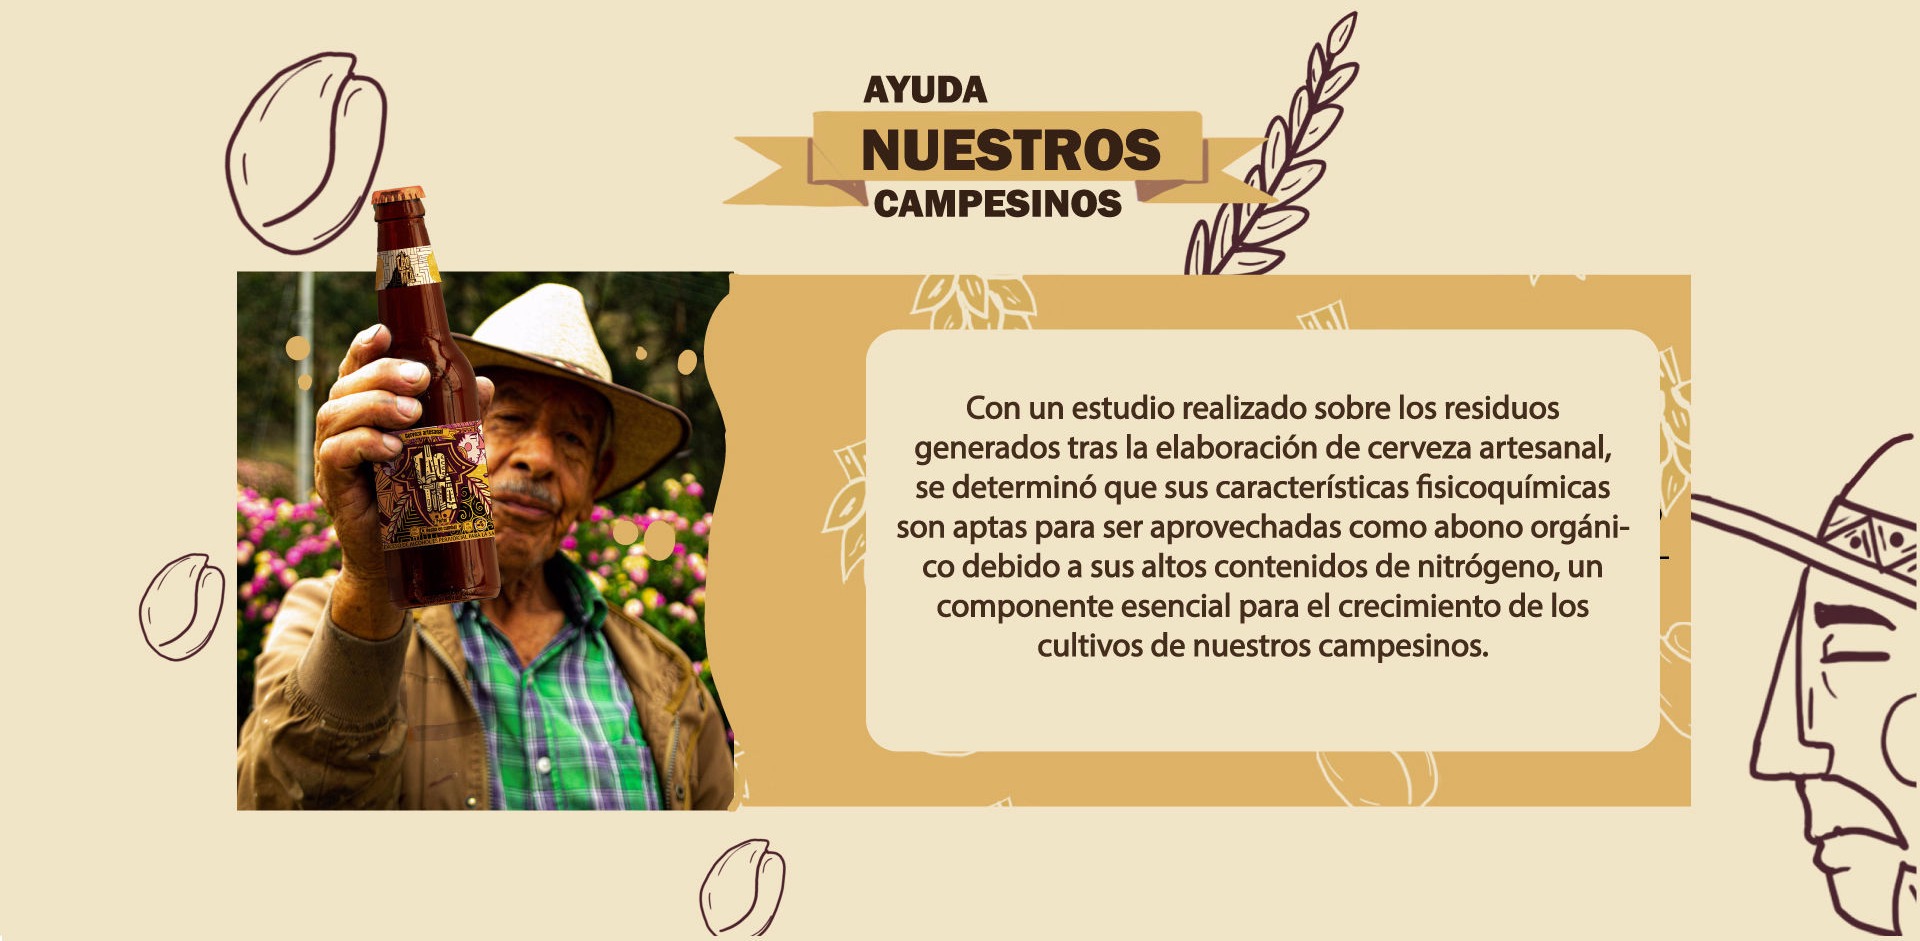 AYUDA
NUESTROS
CAMPESINOS
Con un estudio realizado sobre los residuos
generados tras la elaboración de cerveza artesanal,
se determinó que sus características fisicoquímicas
son aptas para ser aprovechadas como abono orgáni-
co debido a sus altos contenidos de nitrógeno, un
componente esencial para el crecimiento de los
cultivos de nuestros campesinos.
Cerveza artesanal